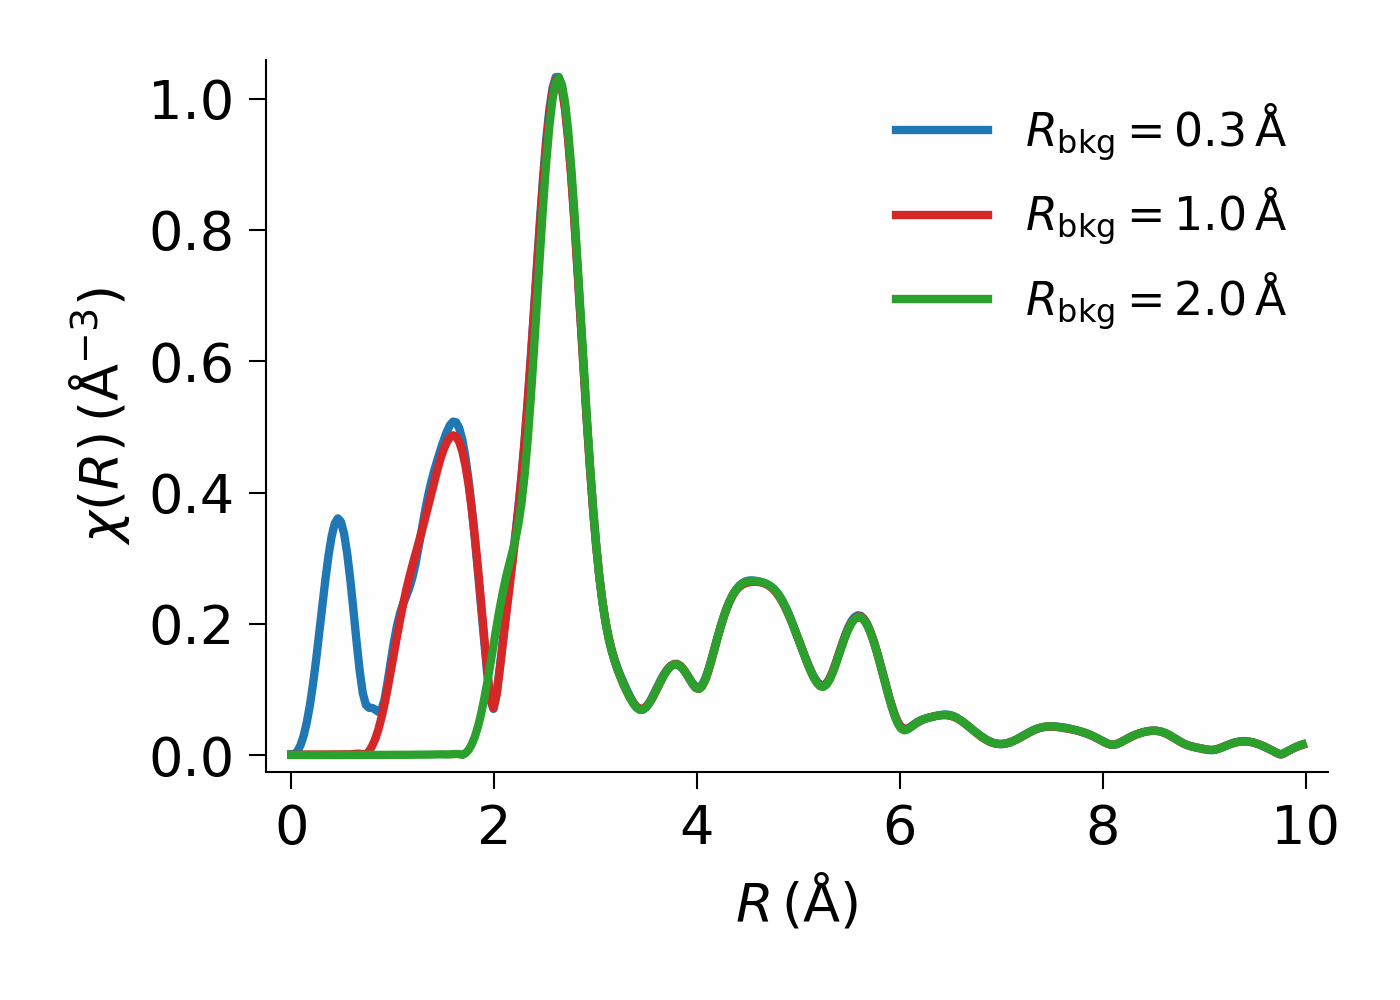 1.0
0.8
0.6
0.4
0.2
0.0
χ(R) (Å⁻³)
R_bkg = 0.3 Å
R_bkg = 1.0 Å
R_bkg = 2.0 Å
0 2 4 6 8 10
R (Å)